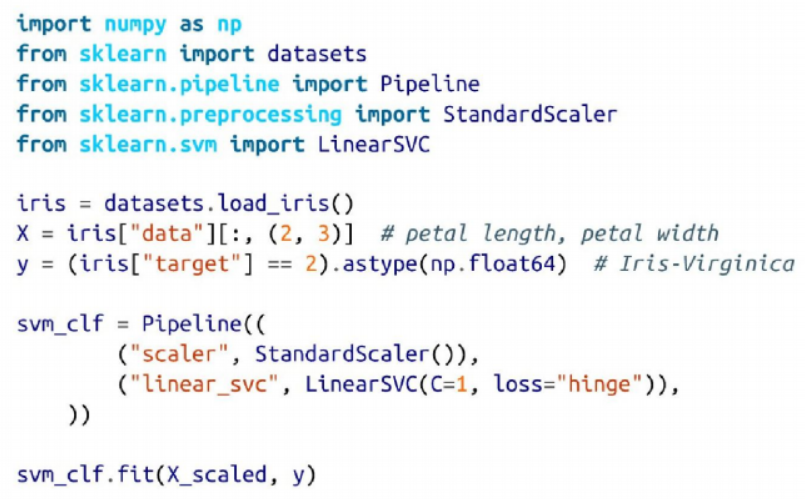 import numpy as np
from sklearn import datasets
from sklearn.pipeline import Pipeline
from sklearn.preprocessing import StandardScaler
from sklearn.svm import LinearSVC

iris = datasets.load_iris()
X = iris["data"][:, (2, 3)]  # petal length, petal width
y = (iris["target"] == 2).astype(np.float64)  # Iris-Virginica

svm_clf = Pipeline((
        ("scaler", StandardScaler()),
        ("linear_svc", LinearSVC(C=1, loss="hinge")),
    ))

svm_clf.fit(X_scaled, y)